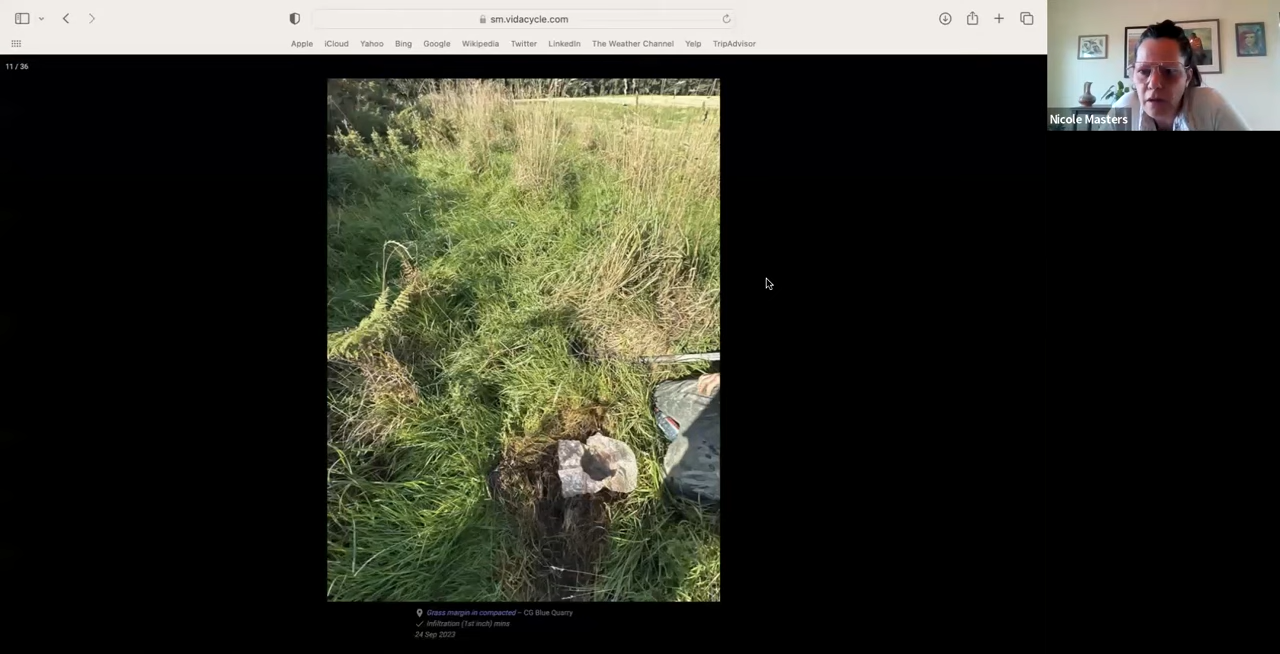 sm.vidacycle.com
Apple iCloud Yahoo Bing Google Wikipedia Twitter LinkedIn The Weather Channel Yelp TripAdvisor
11 / 36
Nicole Masters
Grass margin in compacted – CG Blue Quarry
Infiltration (1st inch) mins
24 Sep 2023